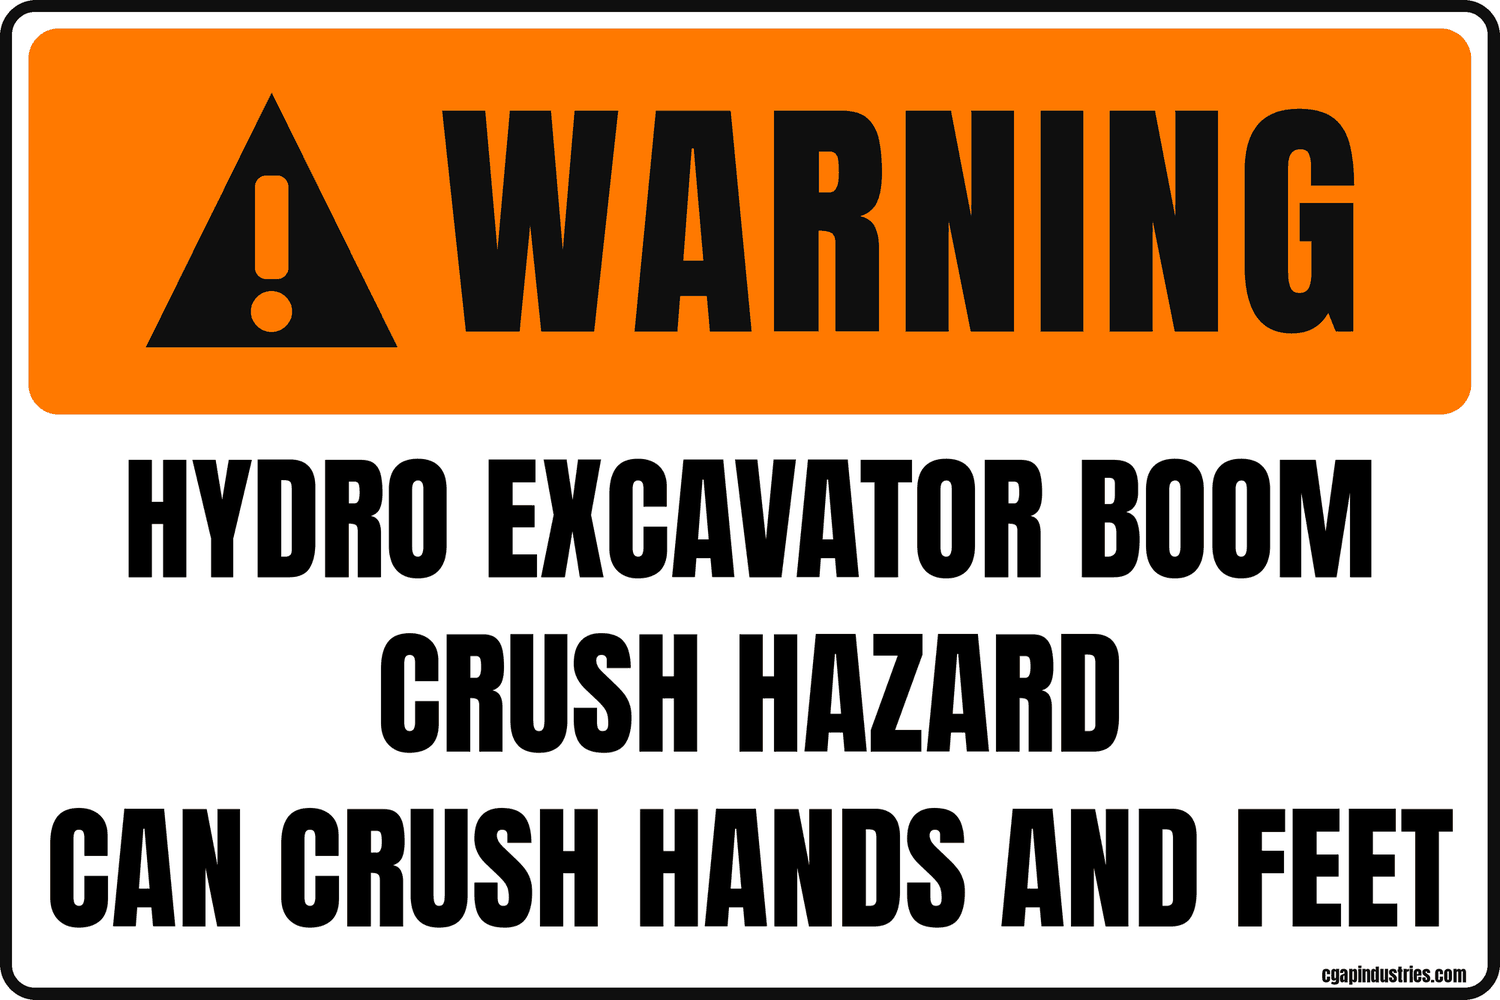 WARNING
HYDRO EXCAVATOR BOOM
CRUSH HAZARD
CAN CRUSH HANDS AND FEET
cgapindustries.com